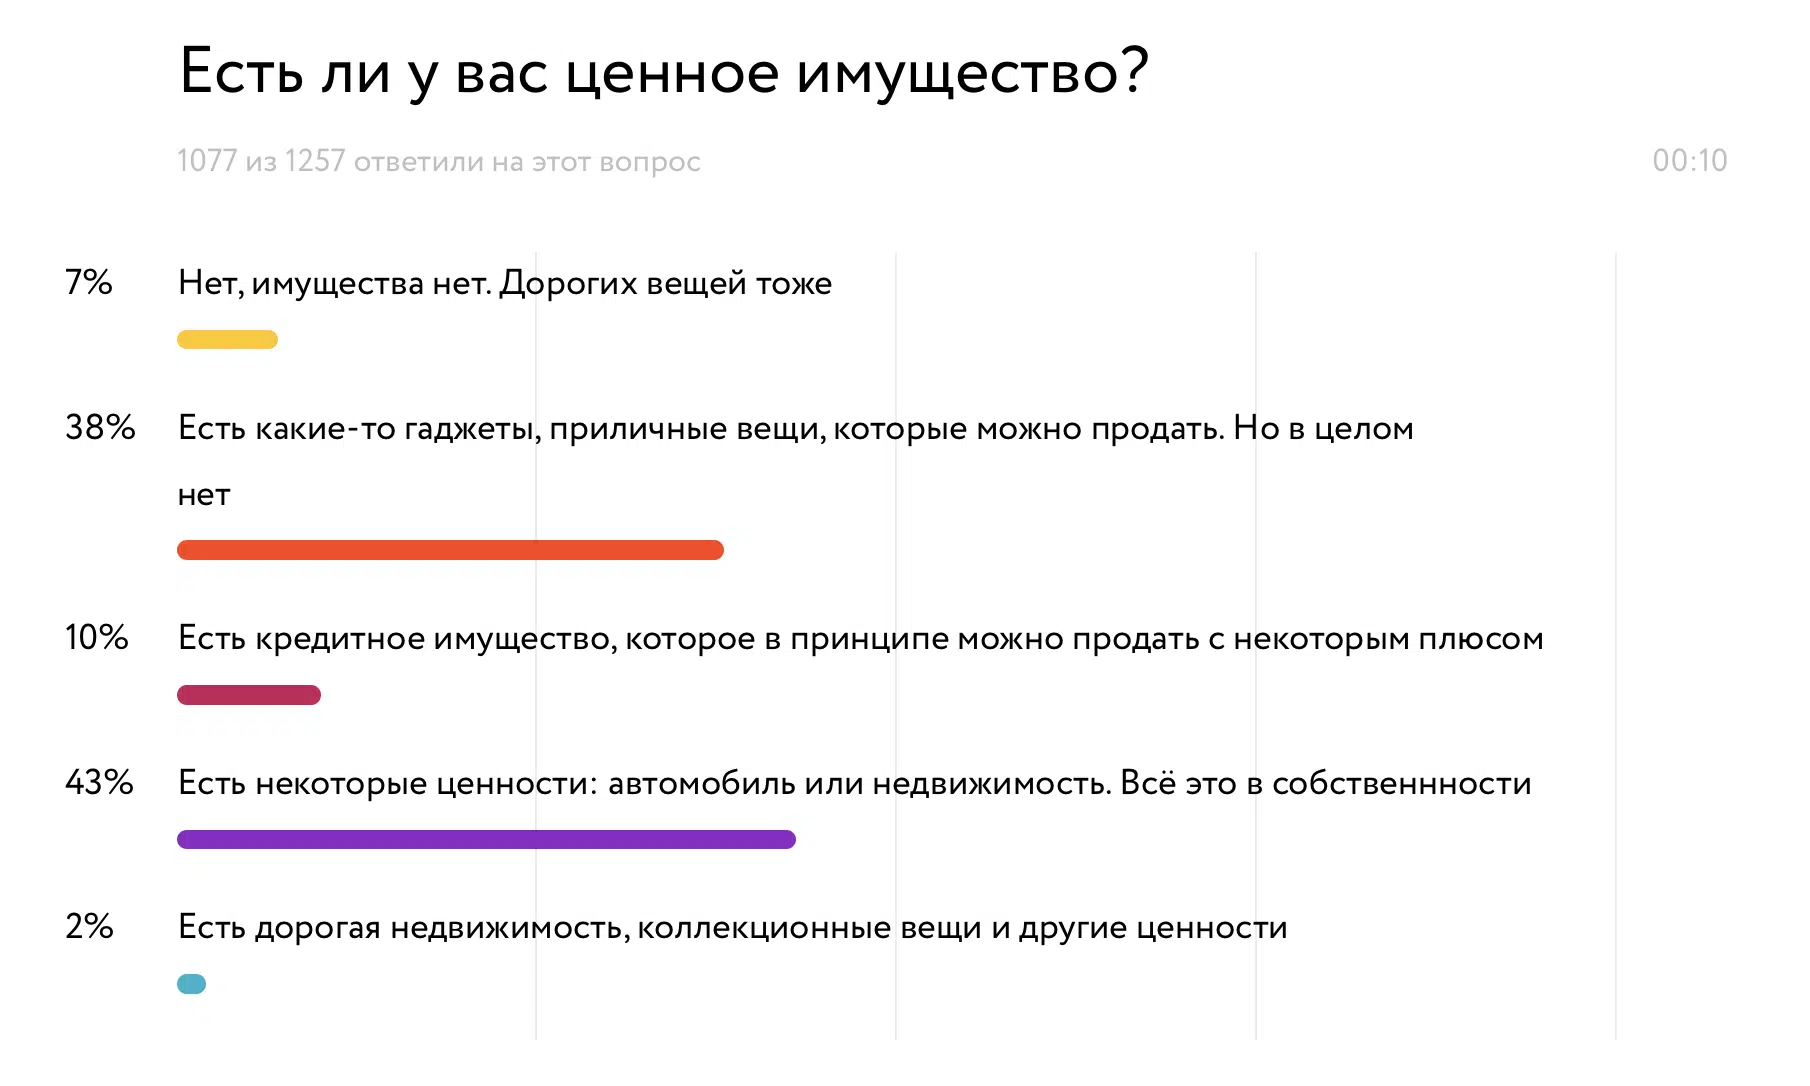 Есть ли у вас ценное имущество?
1077 из 1257 ответили на этот вопрос
00:10
7%
Нет, имущества нет. Дорогих вещей тоже
38%
Есть какие-то гаджеты, приличные вещи, которые можно продать. Но в целом
нет
10%
Есть кредитное имущество, которое в принципе можно продать с некоторым плюсом
43%
Есть некоторые ценности: автомобиль или недвижимость. Всё это в собственнности
2%
Есть дорогая недвижимость, коллекционные вещи и другие ценности